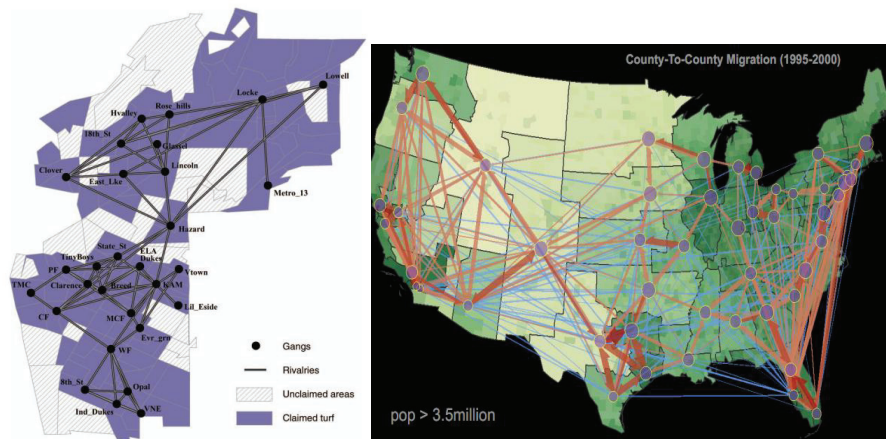 Lowell
Locke
Rose_hills
Hvalley
18th_St
Glassel
Clover
East_Lke
Lincoln
Metro_13
Hazard
State_St
TinyBoys
ELA
Dukes
PF
Vtown
TMC
Clarence
Breed
KAM
CF
MCF
Lil_Eside
Evr_grn
WF
8th_St
Opal
Ind_Dukes
VNE
Gangs
Rivalries
Unclaimed areas
Claimed turf
County-To-County Migration (1995-2000)
pop > 3.5million